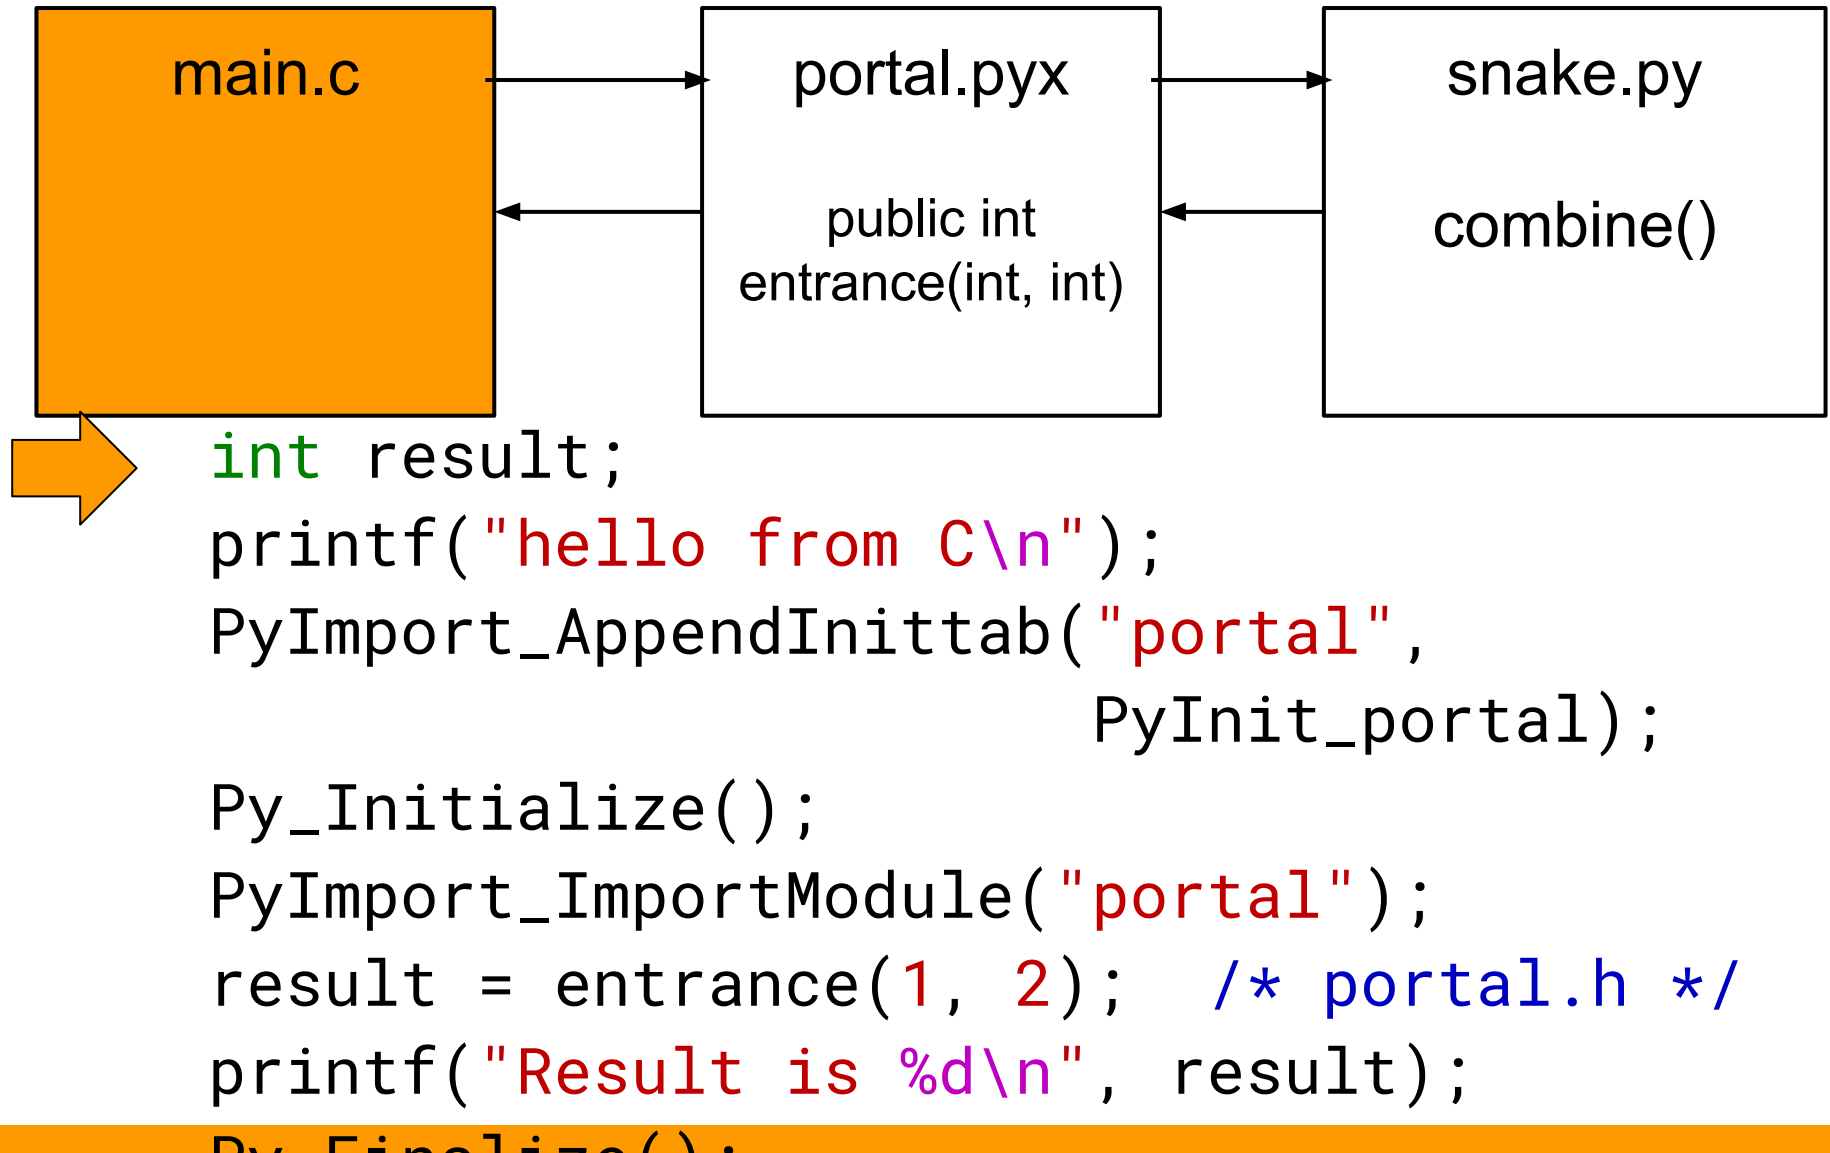 main.c
portal.pyx
public int
entrance(int, int)
snake.py
combine()
int result;
printf("hello from C\n");
PyImport_AppendInittab("portal",
PyInit_portal);
Py_Initialize();
PyImport_ImportModule("portal");
result = entrance(1, 2);  /* portal.h */
printf("Result is %d\n", result);
Py_Finalize();